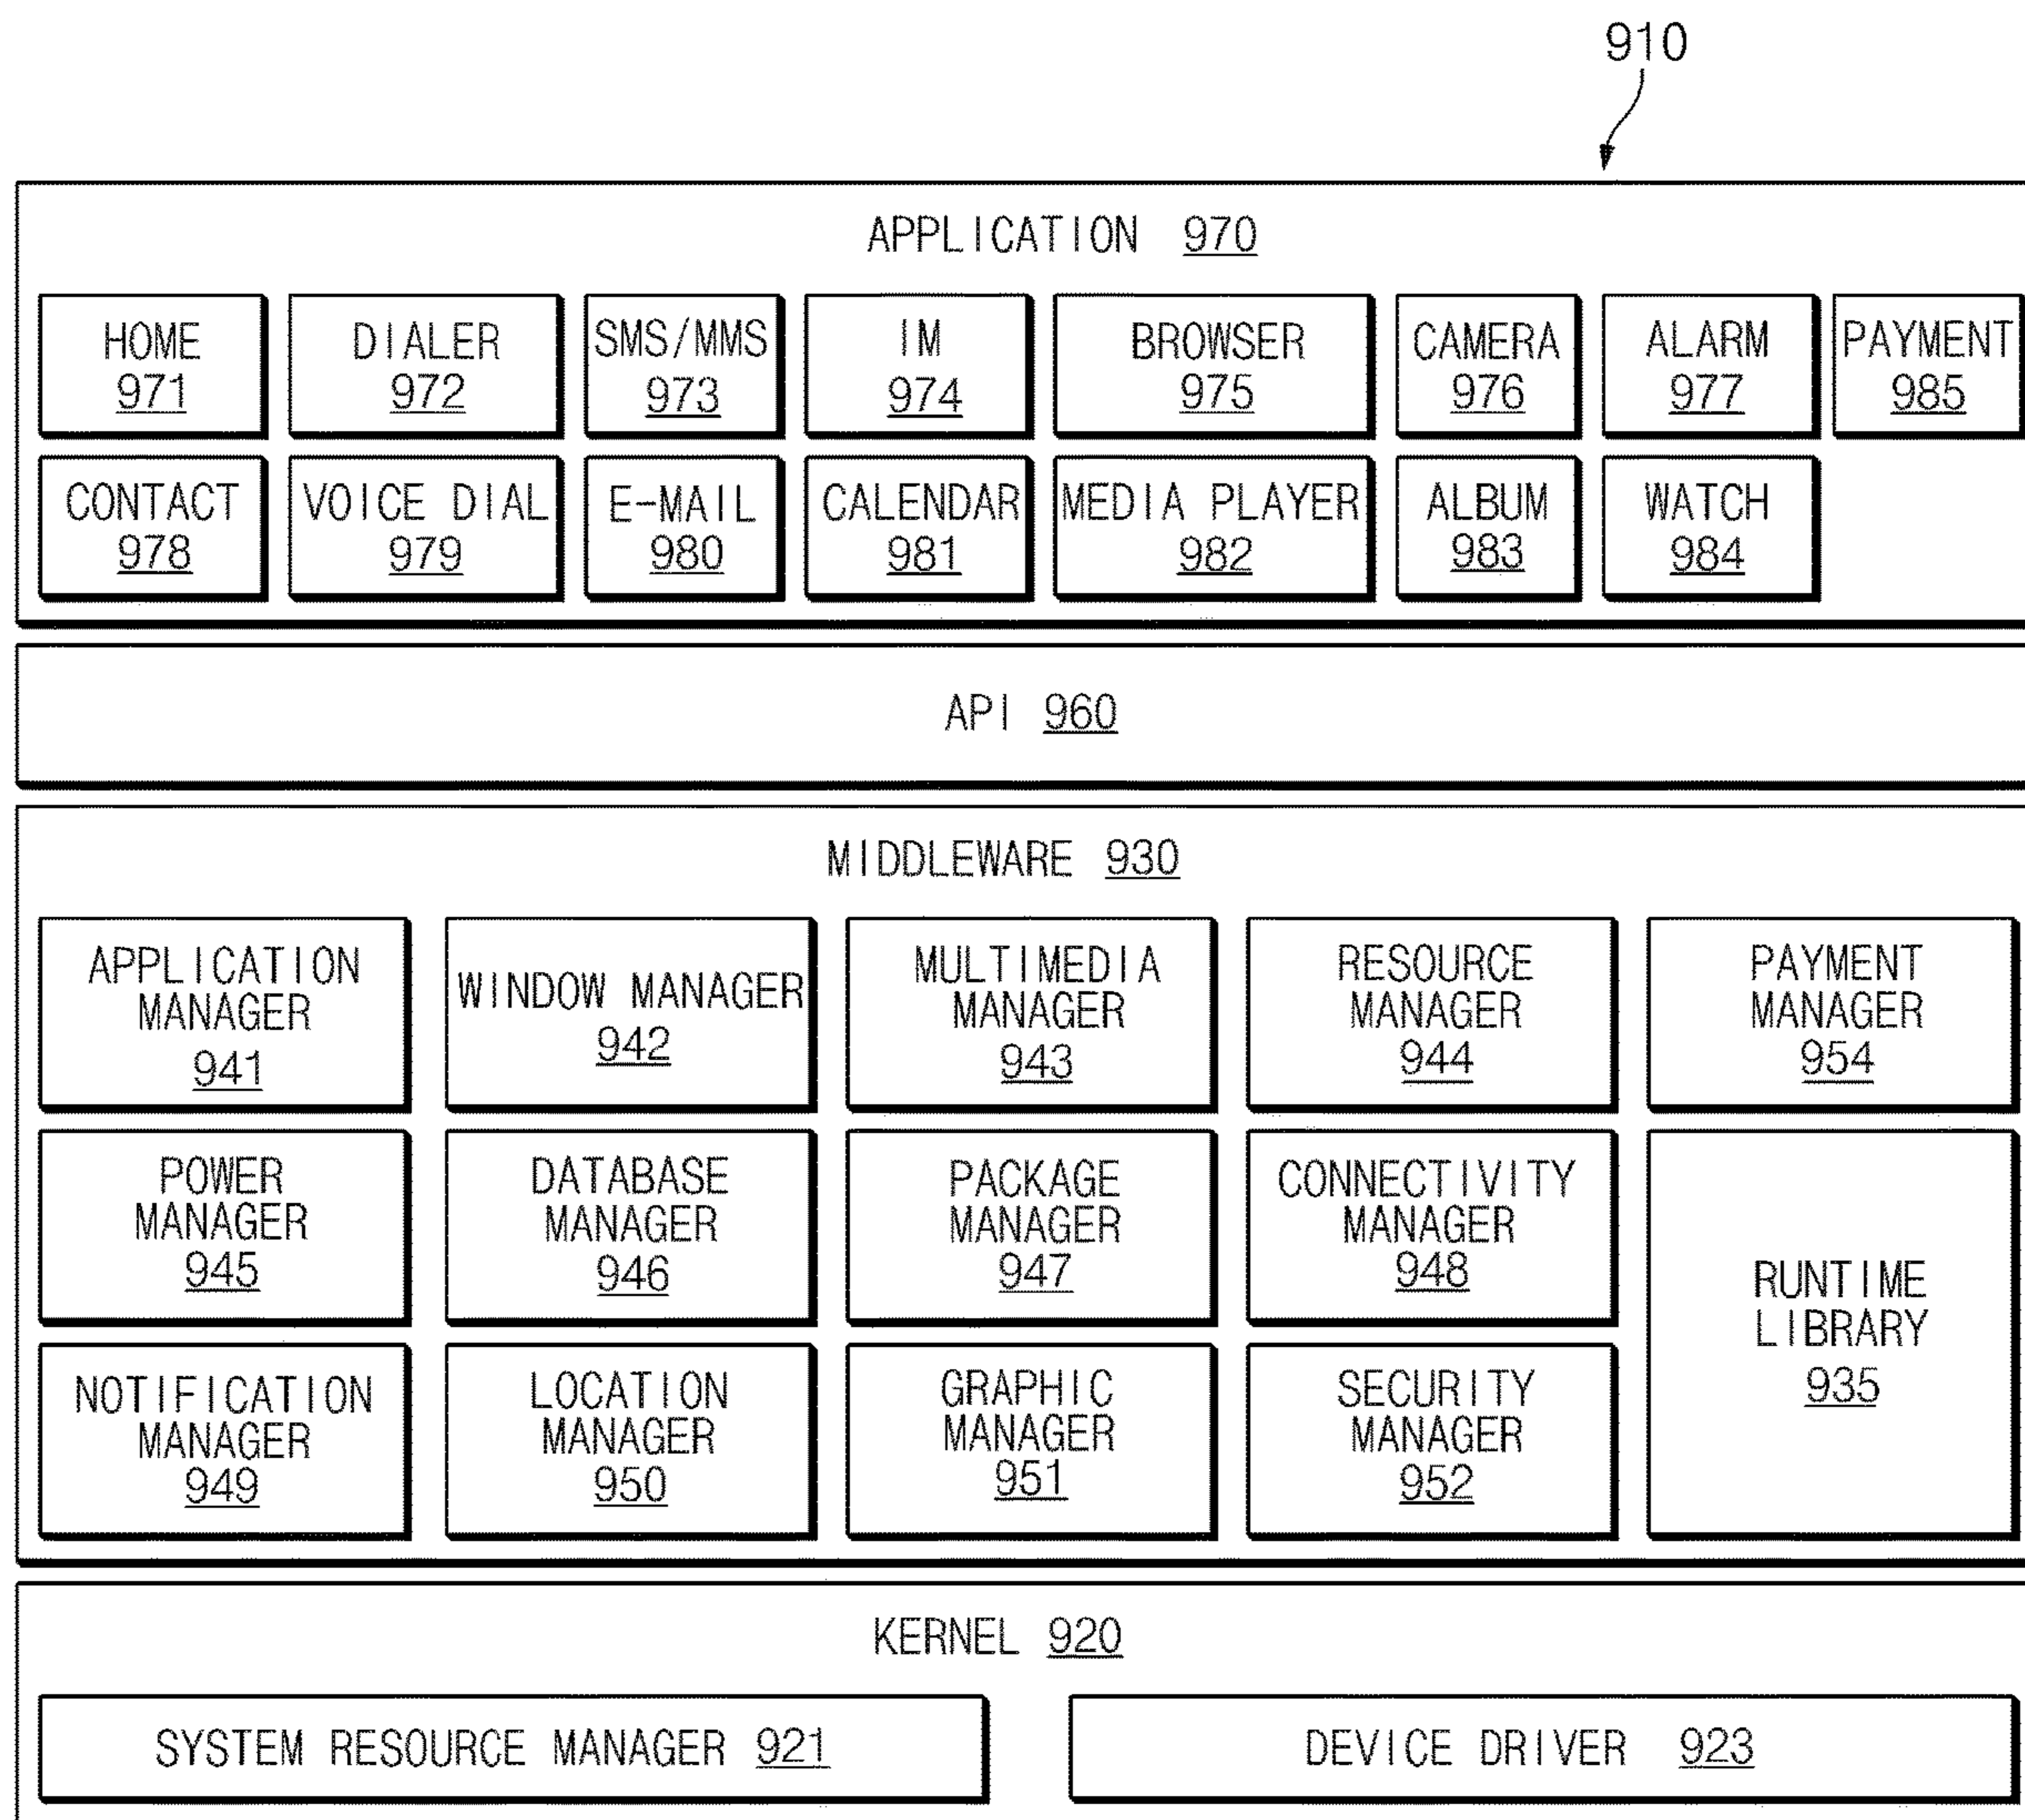 910
APPLICATION 970
HOME
971
DIALER
972
SMS/MMS
973
IM
974
BROWSER
975
CAMERA
976
ALARM
977
PAYMENT
985
CONTACT
978
VOICE DIAL
979
E-MAIL
980
CALENDAR
981
MEDIA PLAYER
982
ALBUM
983
WATCH
984
API 960
MIDDLEWARE 930
APPLICATION
MANAGER
941
WINDOW MANAGER
942
MULTIMEDIA
MANAGER
943
RESOURCE
MANAGER
944
PAYMENT
MANAGER
954
POWER
MANAGER
945
DATABASE
MANAGER
946
PACKAGE
MANAGER
947
CONNECTIVITY
MANAGER
948
RUNTIME
LIBRARY
935
NOTIFICATION
MANAGER
949
LOCATION
MANAGER
950
GRAPHIC
MANAGER
951
SECURITY
MANAGER
952
KERNEL 920
SYSTEM RESOURCE MANAGER 921
DEVICE DRIVER 923